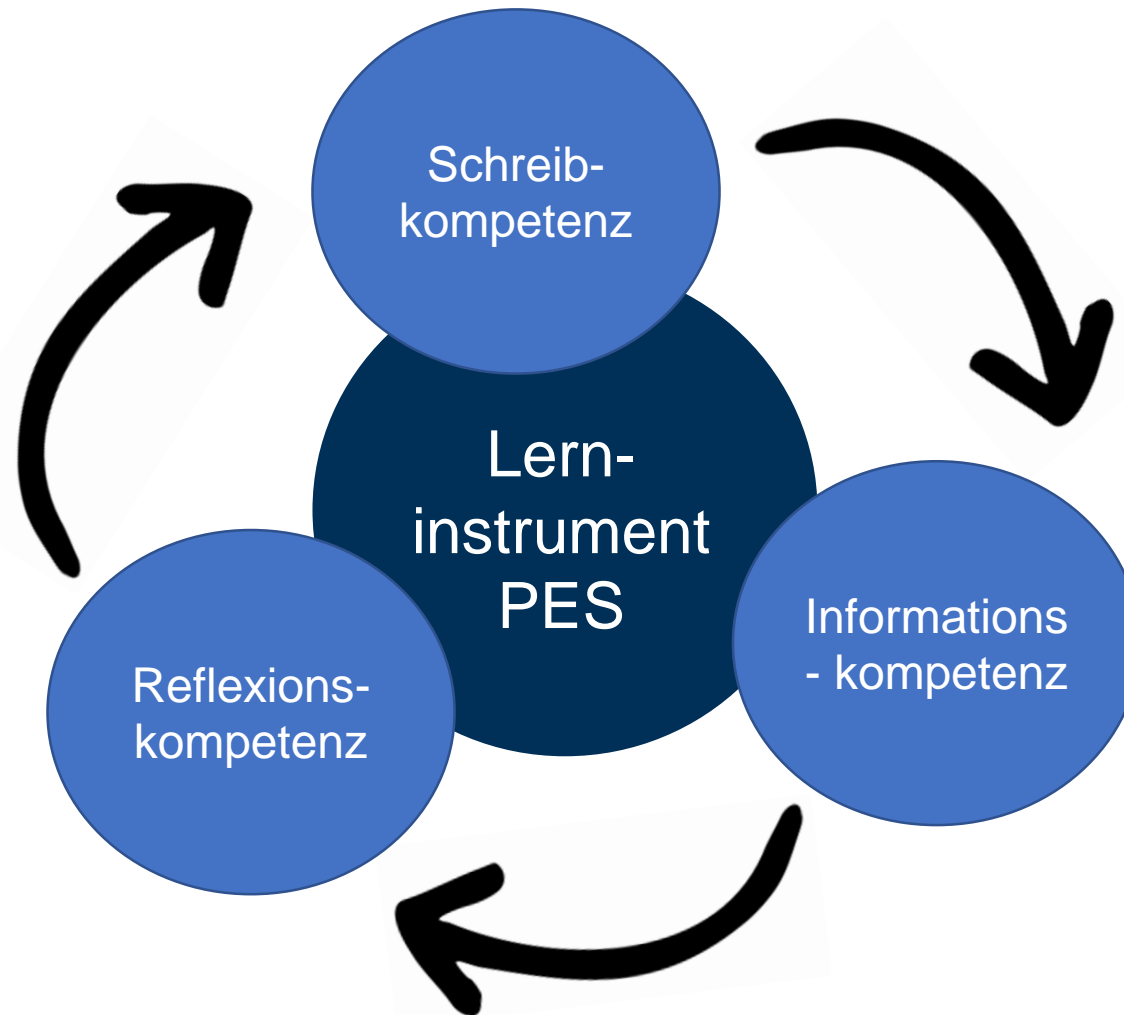 Schreib-
kompetenz
Lern-
instrument
PES
Informations
- kompetenz
Reflexions-
kompetenz